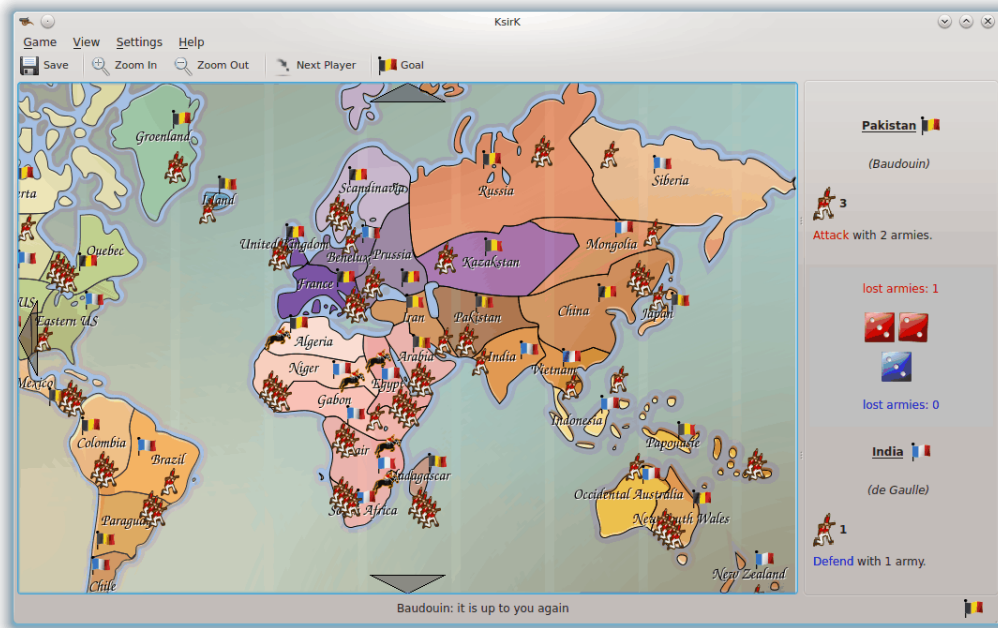 KsirK
Game View Settings Help
Save Zoom In Zoom Out Next Player Goal
Groenland
Island
Scandinavia
Russia
Siberia
rta
Quebec
United Kingdom
Benelux
Prussia
Kazakstan
Mongolia
France
US
Eastern US
Iran
Pakistan
China
Japan
Algeria
Arabia
India
Vietnam
Niger
Egypt
Mexico
Gabon
Indonesia
Colombia
Brazil
Papouasie
Madagascar
Occidental Australia
Paraguay
New South Wales
Chile
New Zealand
Pakistan
(Baudouin)
3
Attack with 2 armies.
lost armies: 1
lost armies: 0
India
(de Gaulle)
1
Defend with 1 army.
Baudouin: it is up to you again